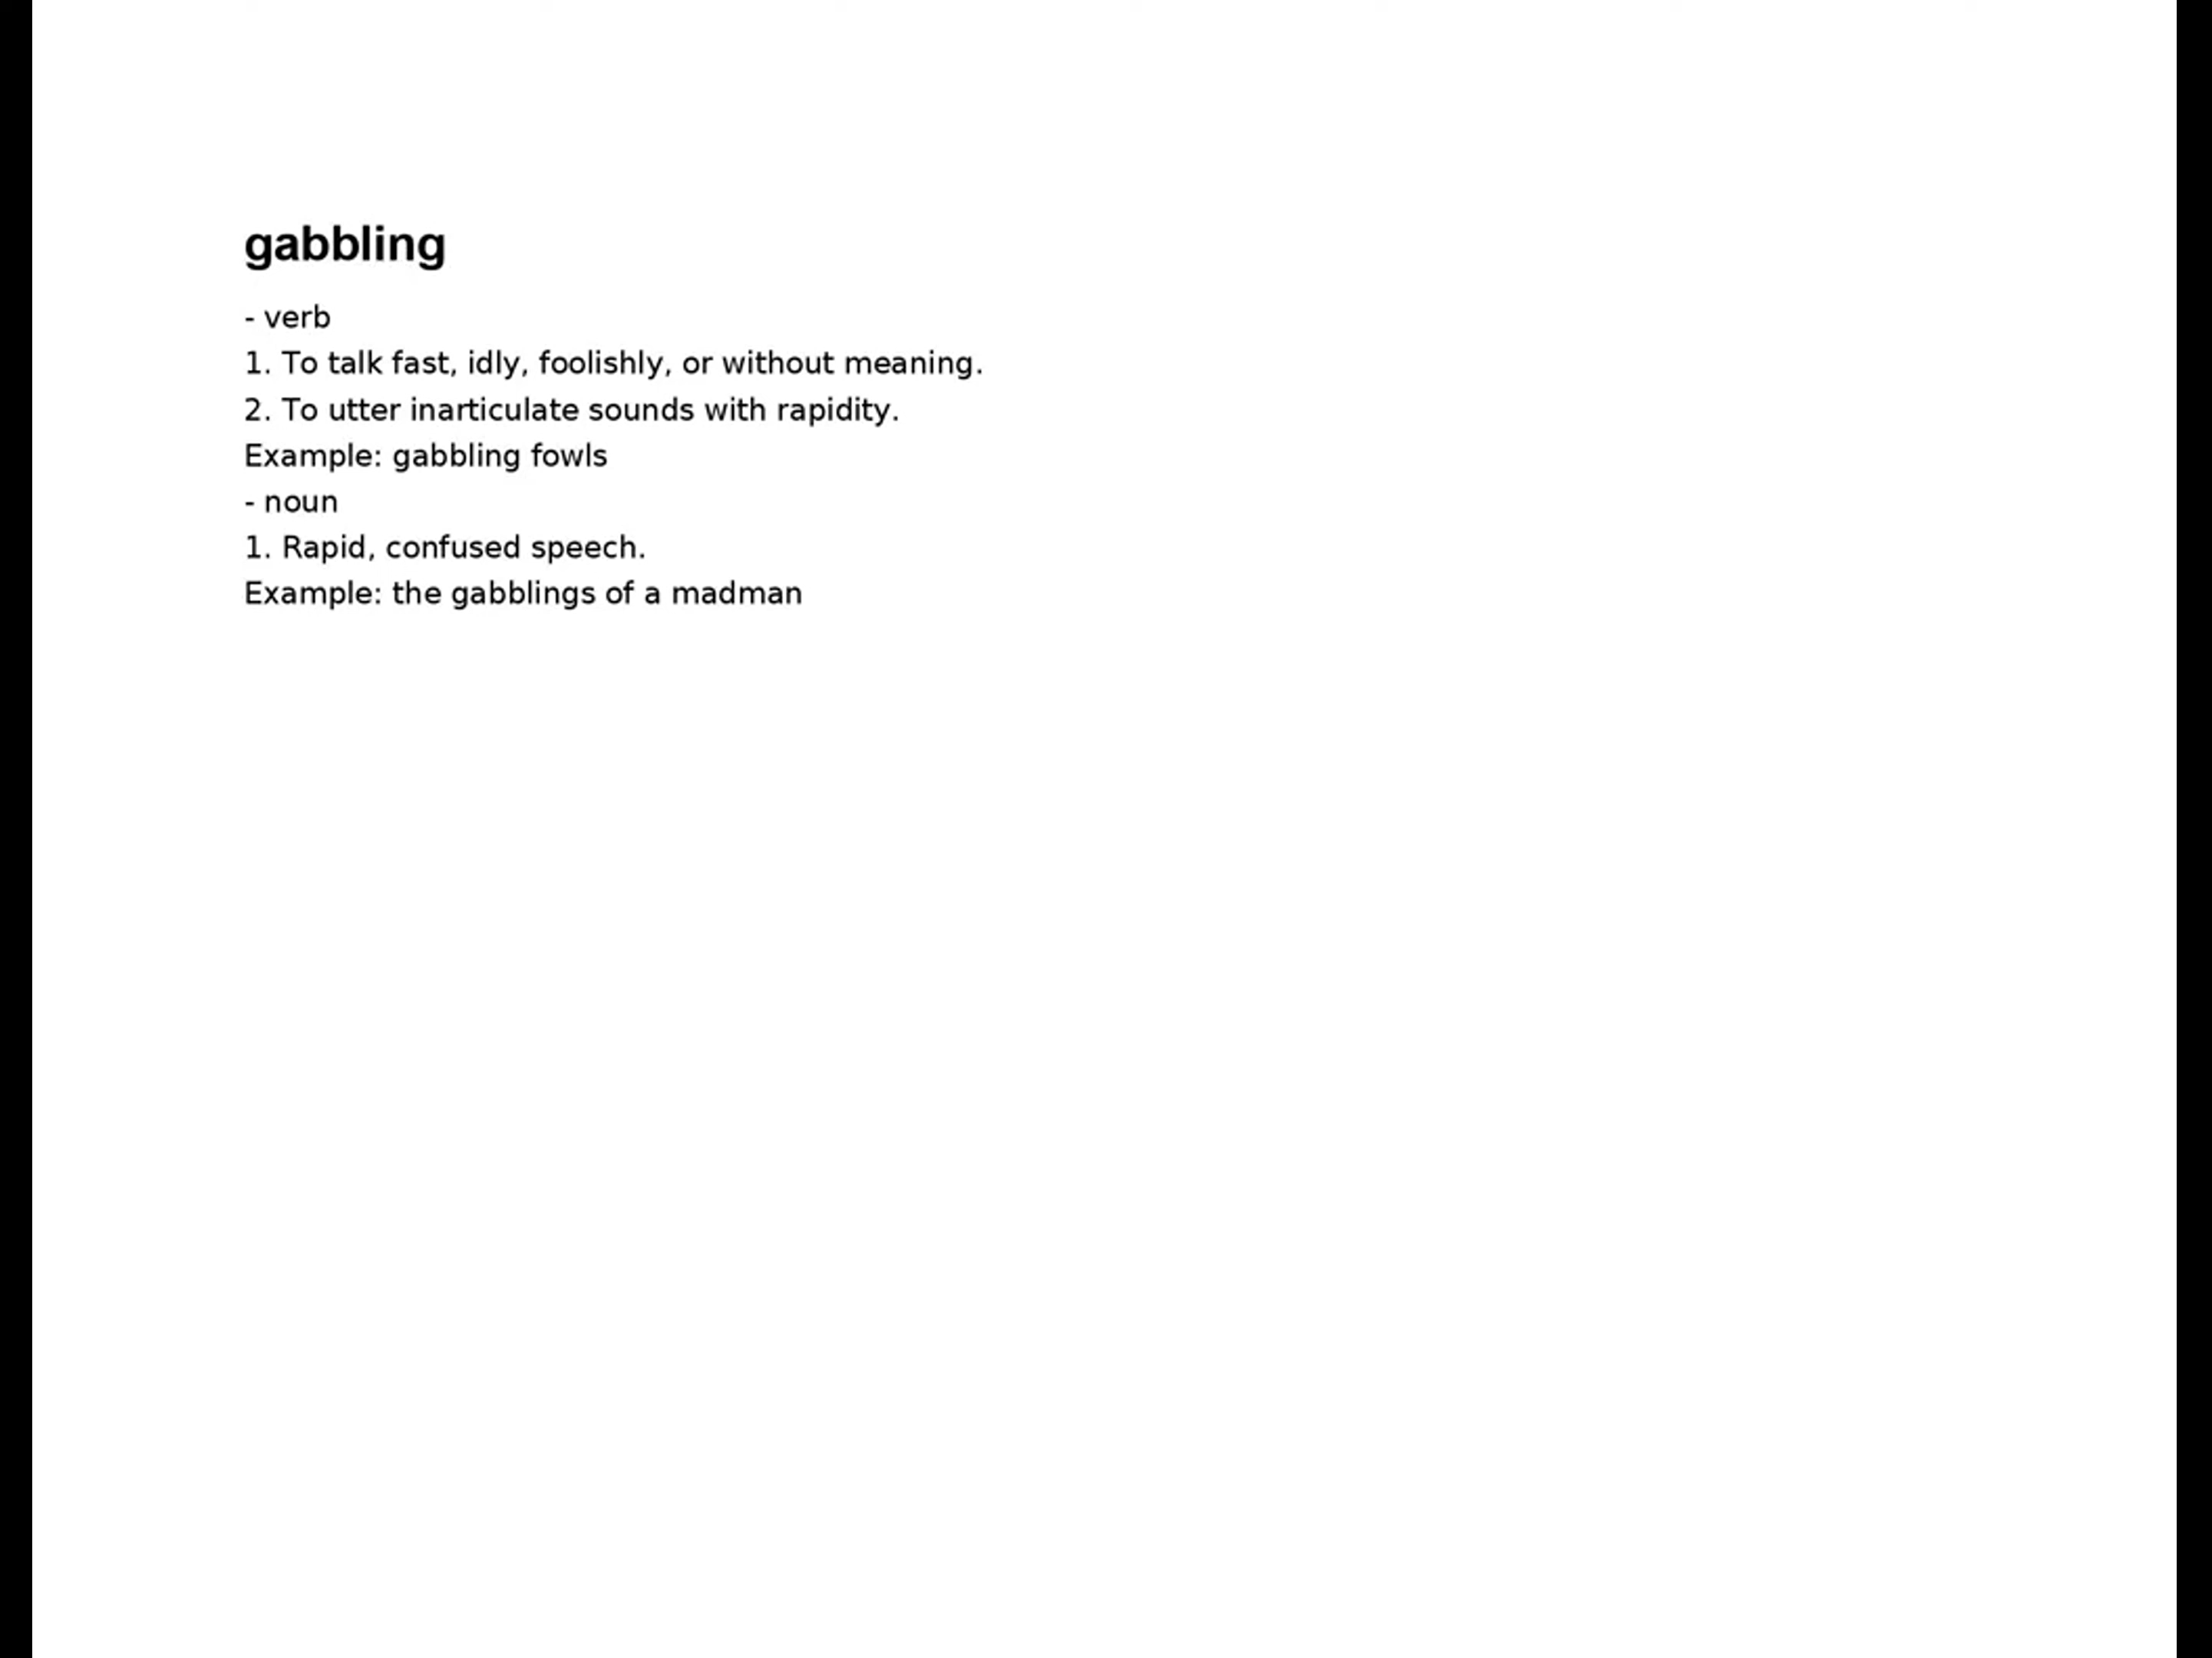 gabbling
- verb
1. To talk fast, idly, foolishly, or without meaning.
2. To utter inarticulate sounds with rapidity.
Example: gabbling fowls
- noun
1. Rapid, confused speech.
Example: the gabblings of a madman